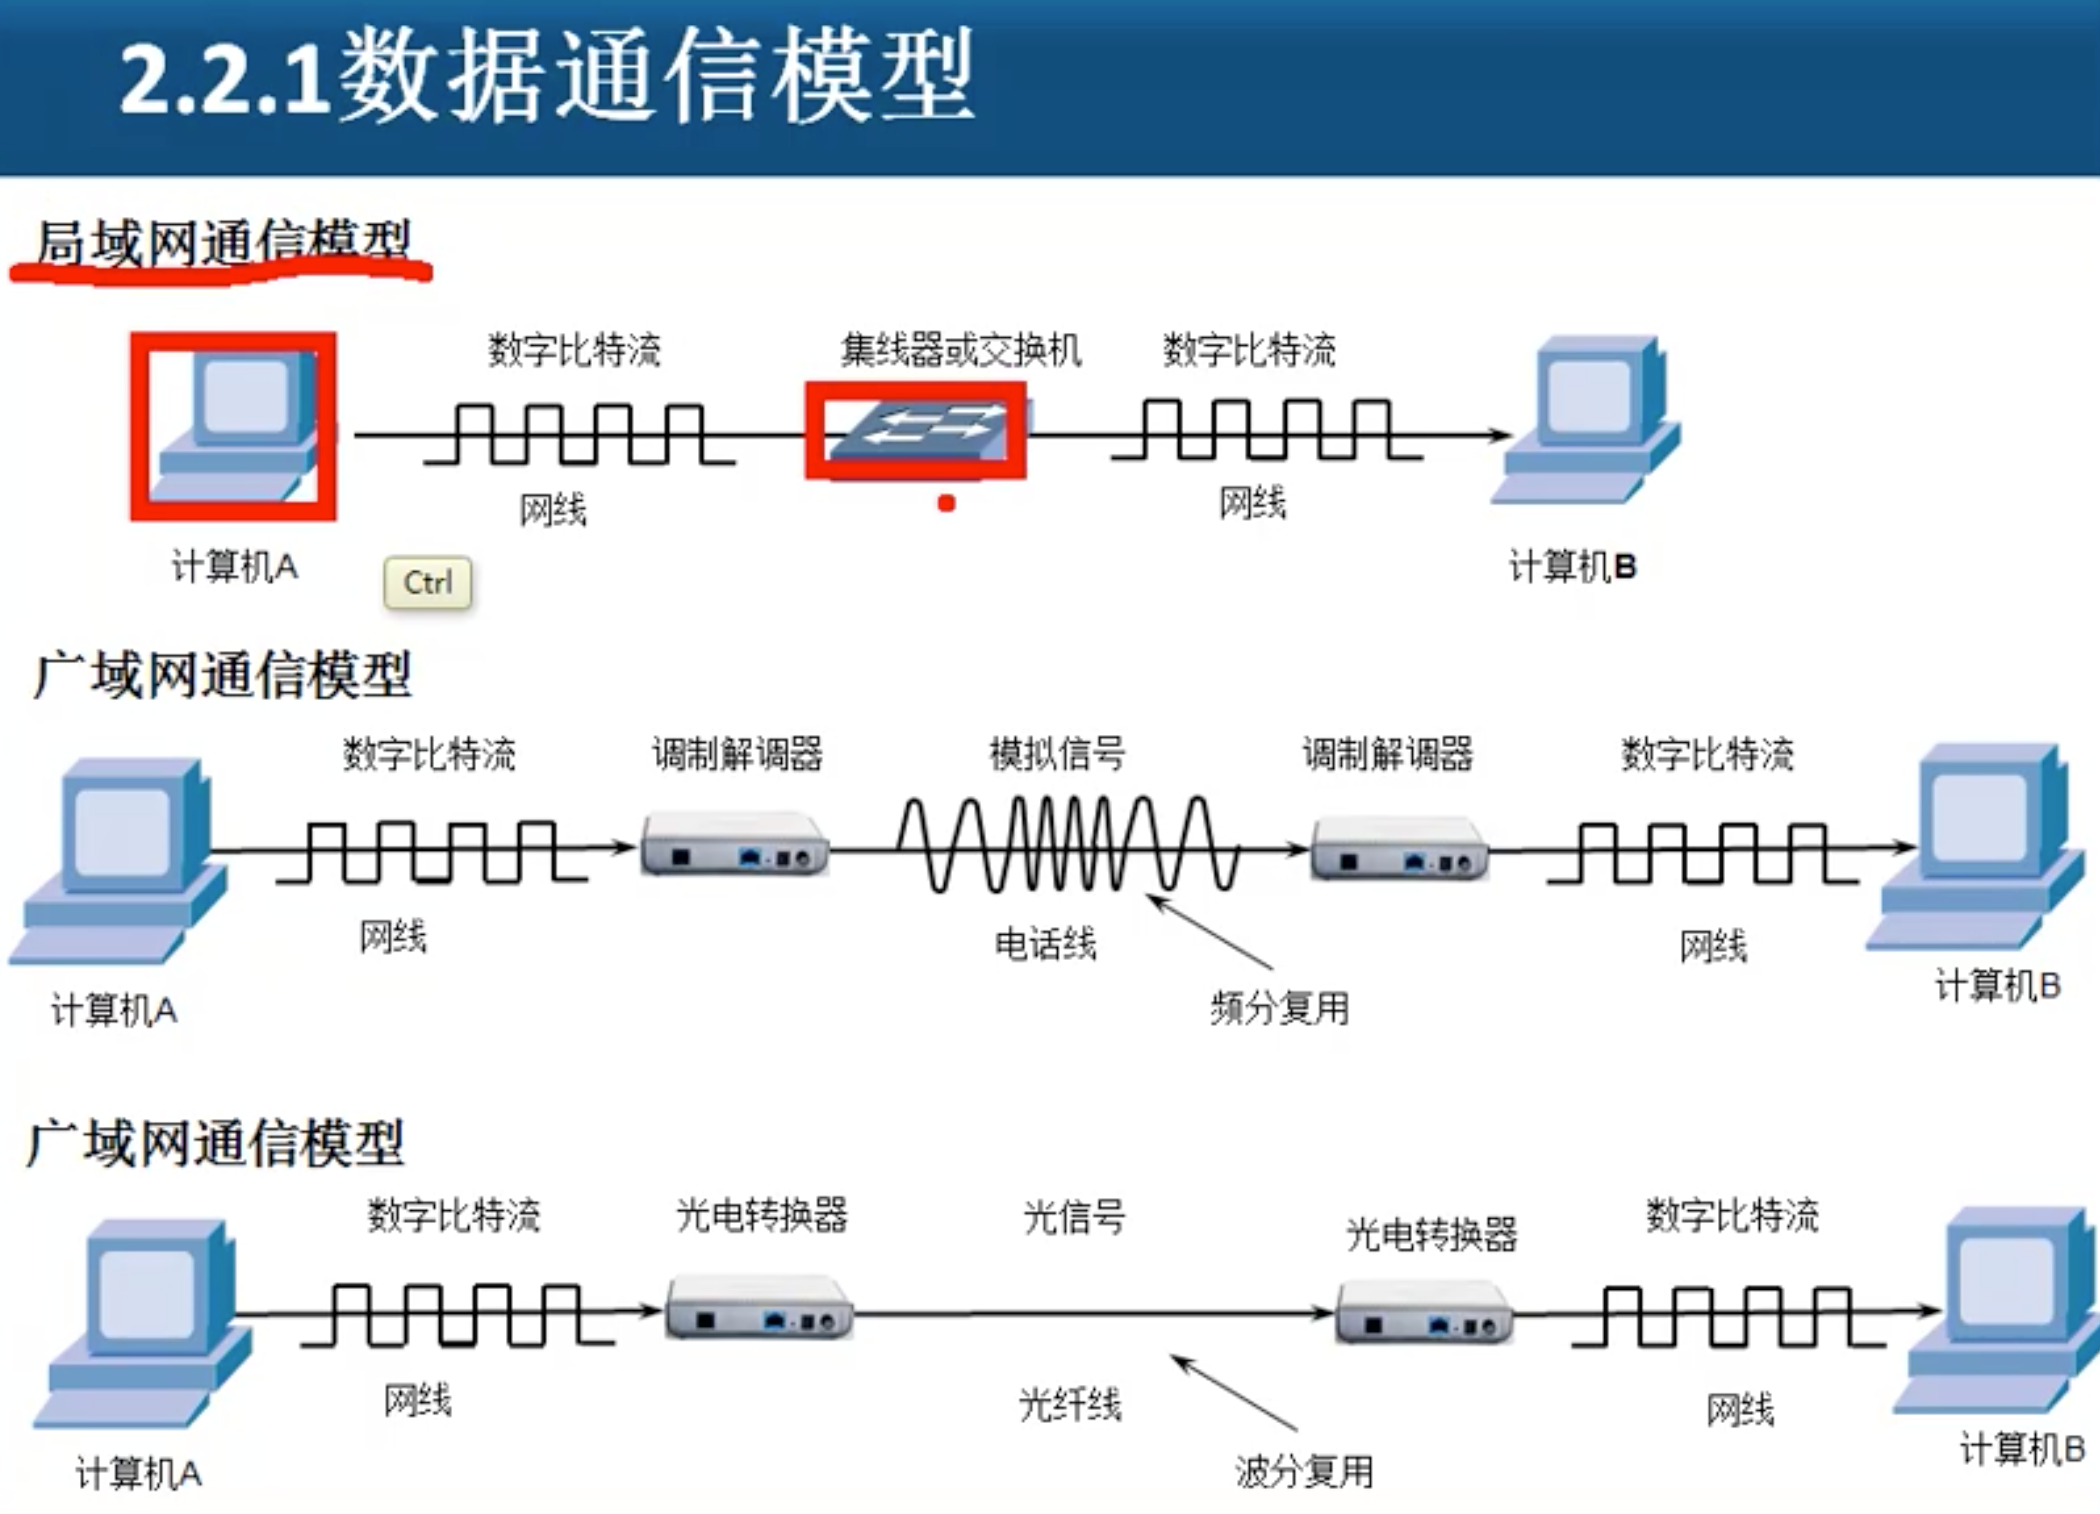 2.2.1数据通信模型
局域网通信模型
数字比特流
集线器或交换机
数字比特流
网线
网线
计算机A
Ctrl
计算机B
广域网通信模型
数字比特流
调制解调器
模拟信号
调制解调器
数字比特流
网线
电话线
网线
计算机A
频分复用
计算机B
广域网通信模型
数字比特流
光电转换器
光信号
光电转换器
数字比特流
网线
光纤线
网线
计算机A
波分复用
计算机B